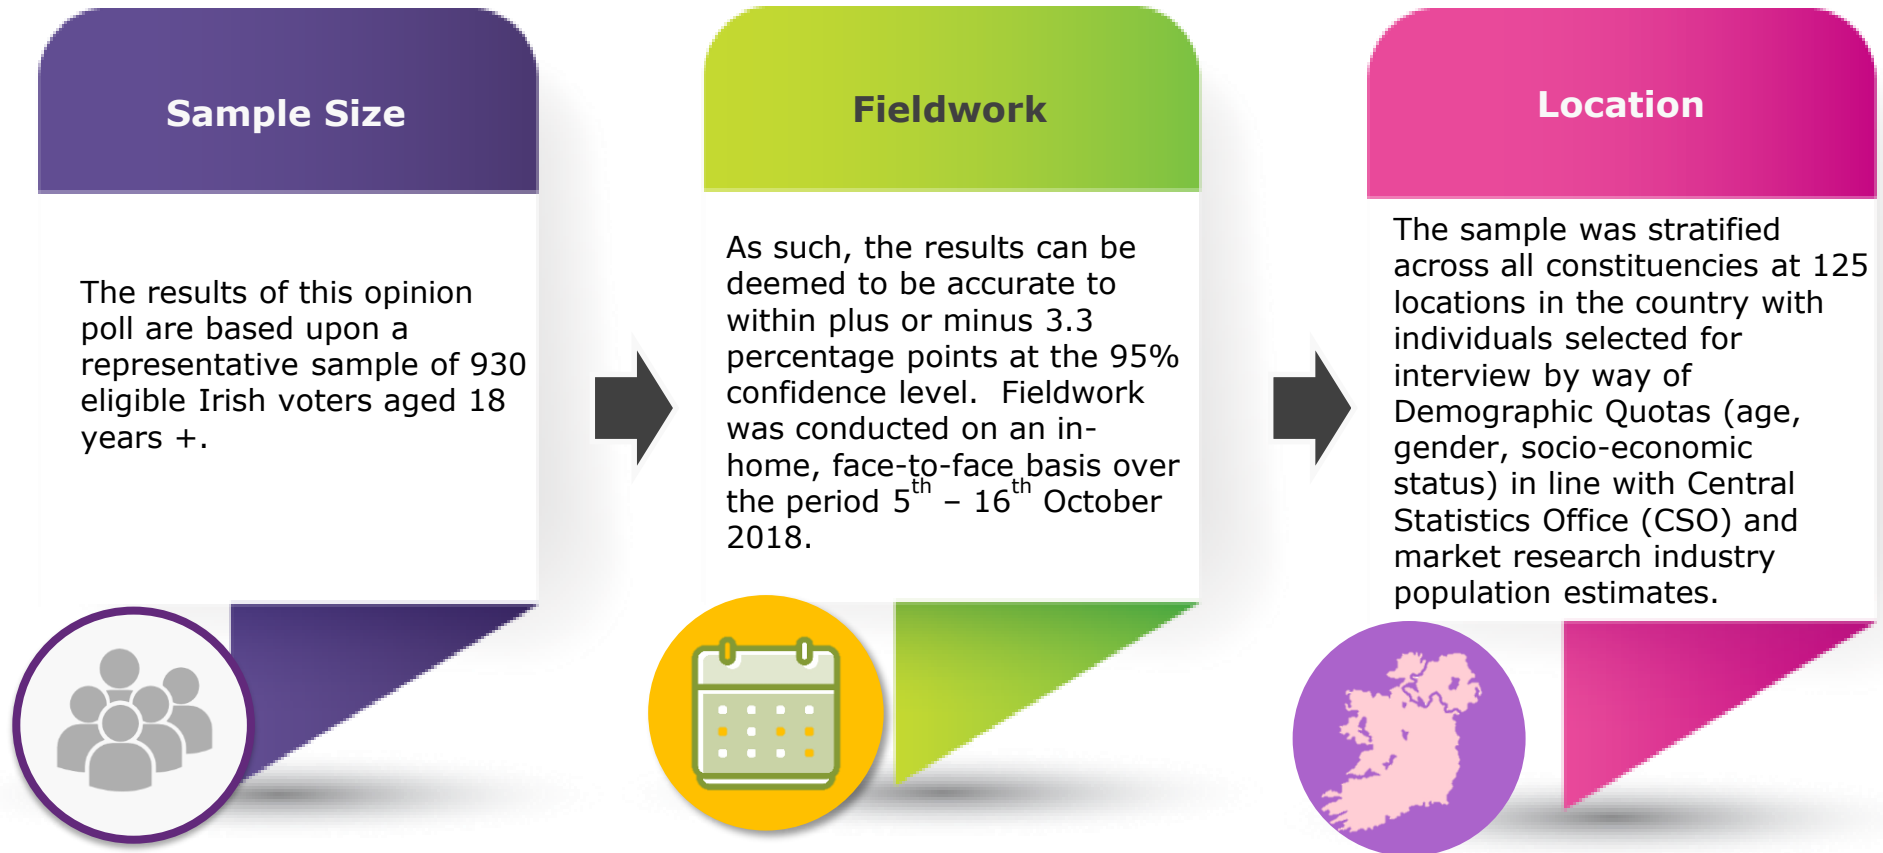 Sample Size
The results of this opinion
poll are based upon a
representative sample of 930
eligible Irish voters aged 18
years +.
Fieldwork
As such, the results can be
deemed to be accurate to
within plus or minus 3.3
percentage points at the 95%
confidence level.  Fieldwork
was conducted on an in-
home, face-to-face basis over
the period 5th – 16th October
2018.
Location
The sample was stratified
across all constituencies at 125
locations in the country with
individuals selected for
interview by way of
Demographic Quotas (age,
gender, socio-economic
status) in line with Central
Statistics Office (CSO) and
market research industry
population estimates.